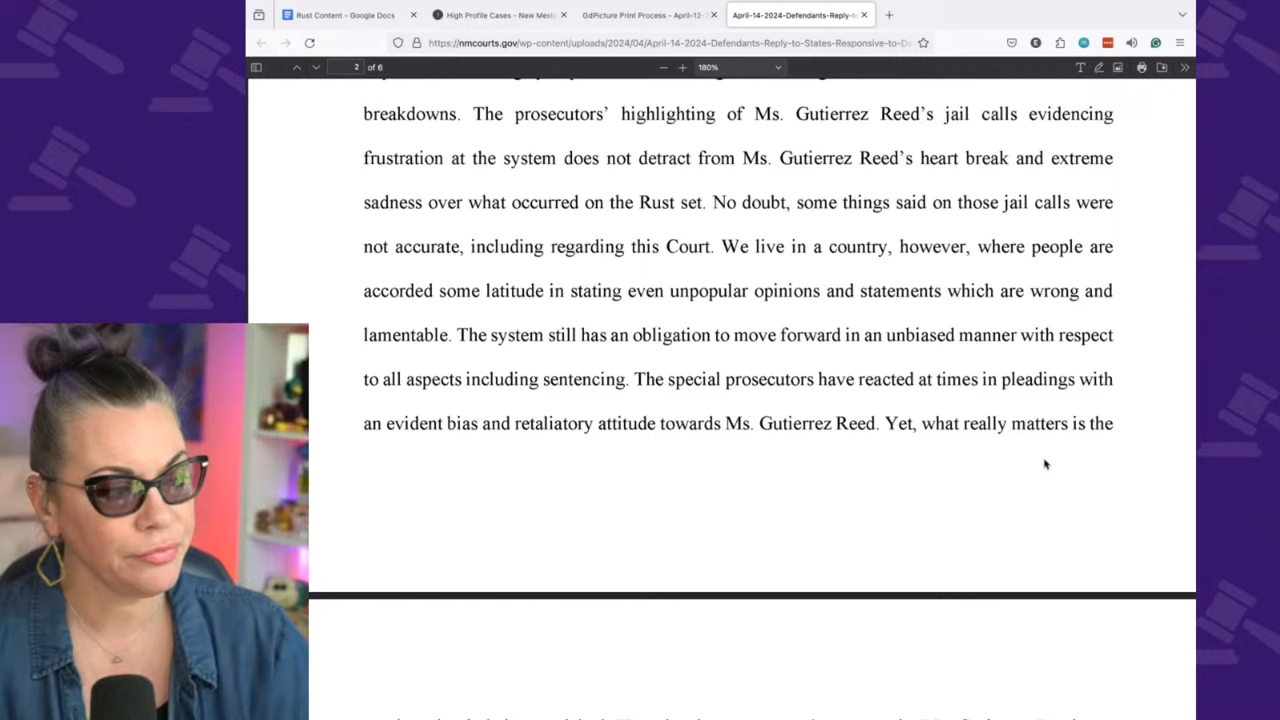 Rust Content - Google Docs
High Profile Cases - New Mexic
GdPicture Print Process - April-12-2
April-14-2024-Defendants-Reply-to
https://nmcourts.gov/wp-content/uploads/2024/04/April-14-2024-Defendants-Reply-to-States-Responsive-to-De
2 of 6
180%
breakdowns. The prosecutors’ highlighting of Ms. Gutierrez Reed’s jail calls evidencing
frustration at the system does not detract from Ms. Gutierrez Reed’s heart break and extreme
sadness over what occurred on the Rust set. No doubt, some things said on those jail calls were
not accurate, including regarding this Court. We live in a country, however, where people are
accorded some latitude in stating even unpopular opinions and statements which are wrong and
lamentable. The system still has an obligation to move forward in an unbiased manner with respect
to all aspects including sentencing. The special prosecutors have reacted at times in pleadings with
an evident bias and retaliatory attitude towards Ms. Gutierrez Reed. Yet, what really matters is the